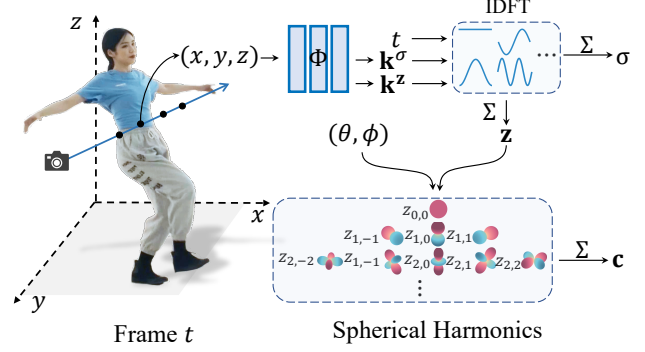 IDFT
z
(x, y, z)
Φ
t
k^σ
k^z
...
Σ
σ
Σ
z
(θ, ϕ)
x
y
z_{0,0}
z_{1,-1} z_{1,0} z_{1,1}
z_{2,-2} z_{1,-1} z_{2,0} z_{2,1} z_{2,2}
⋮
Σ
c
Frame t
Spherical Harmonics